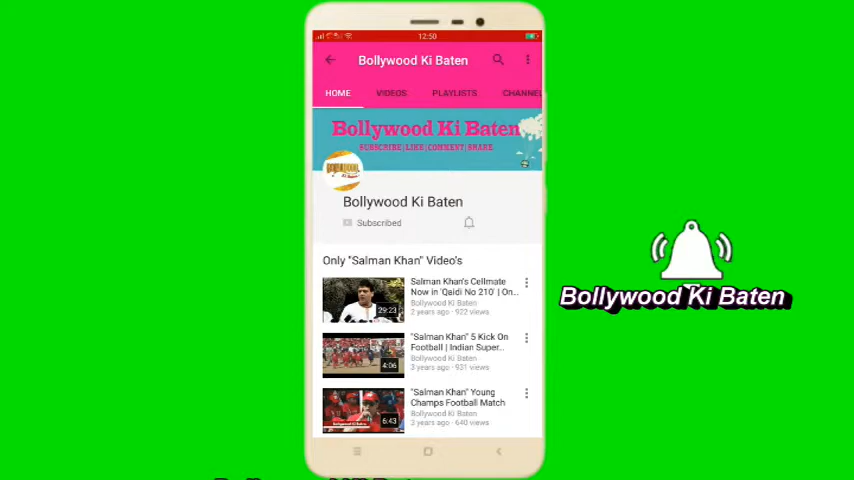 12:50
Bollywood Ki Baten
HOME VIDEOS PLAYLISTS CHANNEL
Bollywood Ki Baten
SUBSCRIBE|LIKE|COMMENT|SHARE
Bollywood Ki Baten
Subscribed
Only "Salman Khan" Video's
Salman Khan's Cellmate
Now in 'Qaidi No 210' | On...
Bollywood Ki Baten
2 years ago · 922 views
29:23
"Salman Khan" 5 Kick On
Football | Indian Super...
Bollywood Ki Baten
3 years ago · 931 views
4:06
"Salman Khan" Young
Champs Football Match
Bollywood Ki Baten
3 years ago · 640 views
6:43
Bollywood Ki Baten